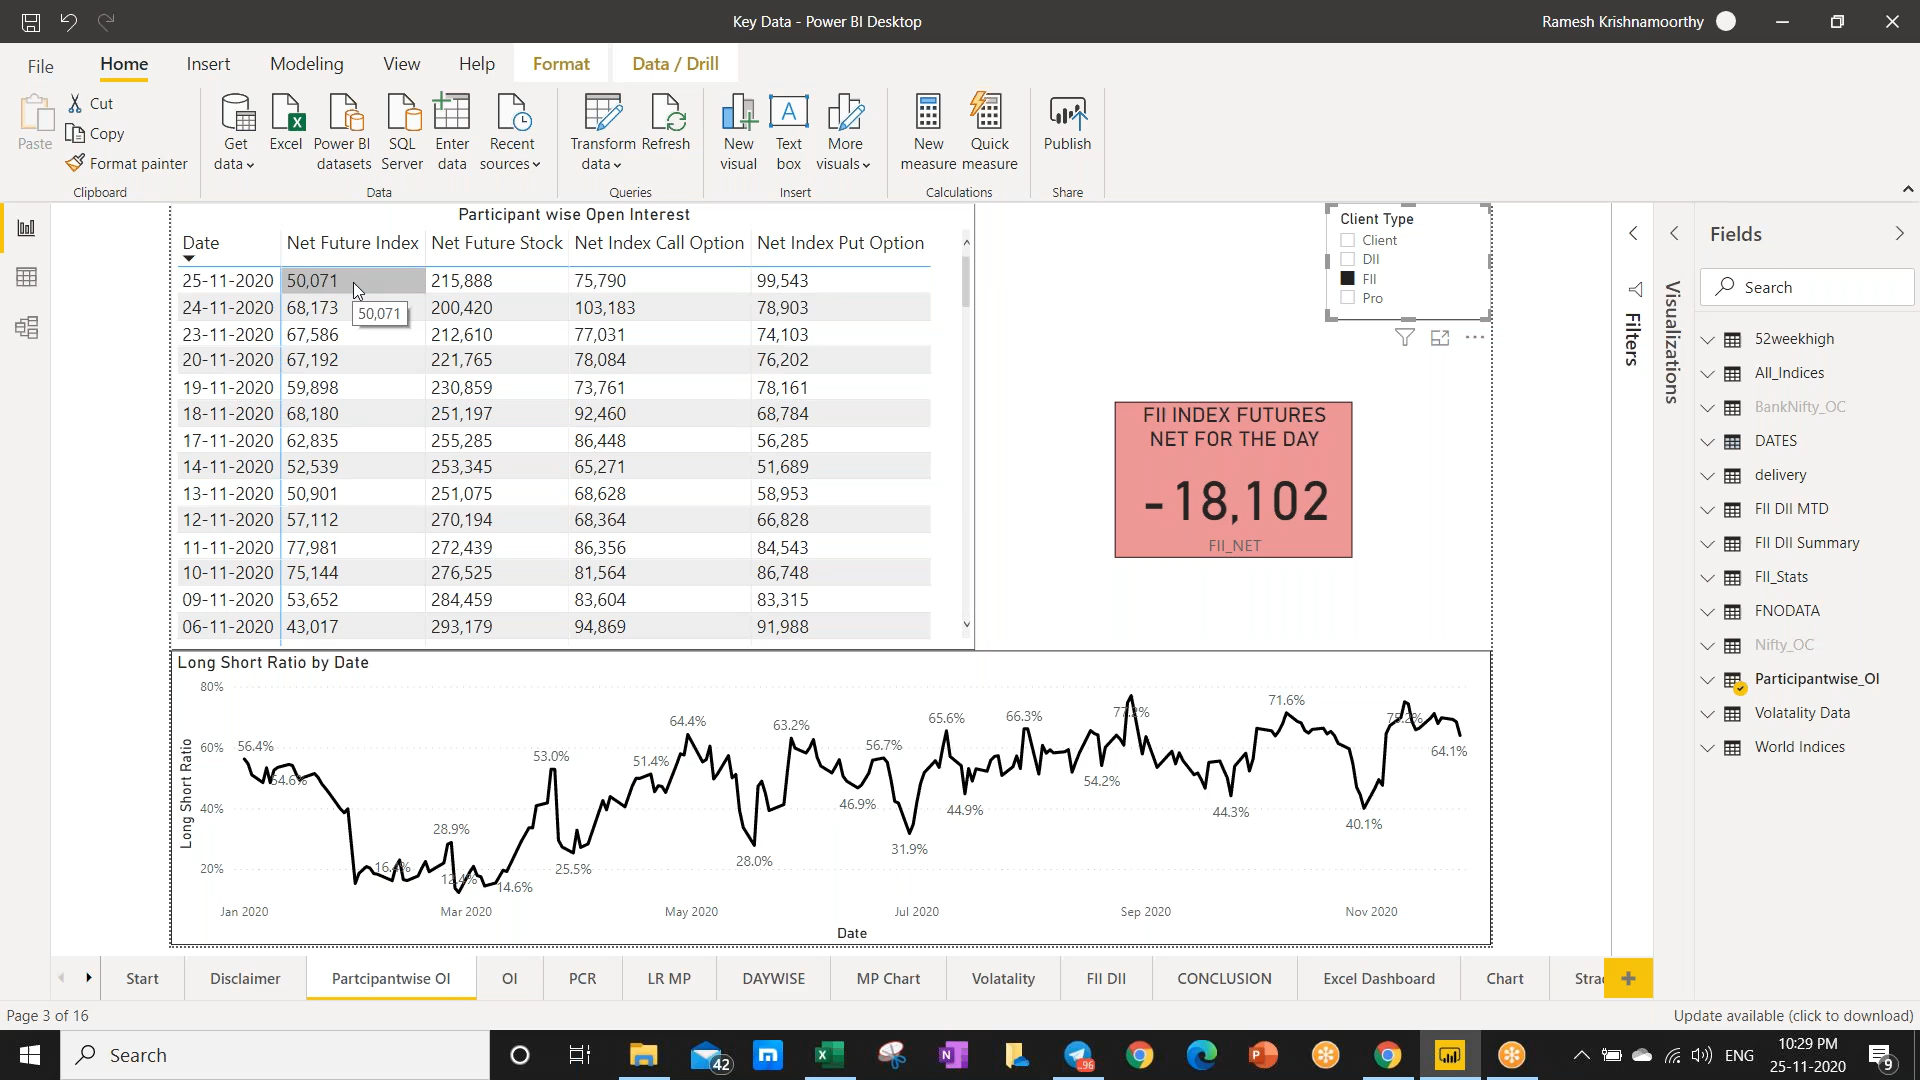 Key Data - Power BI Desktop
Ramesh Krishnamoorthy
File Home Insert Modeling View Help Format Data / Drill
Paste
Cut
Copy
Format painter
Clipboard
Get data
Excel
Power BI datasets
SQL Server
Enter data
Recent sources
Data
Transform data
Refresh
Queries
New visual
Text box
More visuals
Insert
New measure
Quick measure
Calculations
Publish
Share
Participant wise Open Interest
Date Net Future Index Net Future Stock Net Index Call Option Net Index Put Option
25-11-2020 50,071 215,888 75,790 99,543
24-11-2020 68,173 200,420 103,183 78,903
50,071
23-11-2020 67,586 212,610 77,031 74,103
20-11-2020 67,192 221,765 78,084 76,202
19-11-2020 59,898 230,859 73,761 78,161
18-11-2020 68,180 251,197 92,460 68,784
17-11-2020 62,835 255,285 86,448 56,285
14-11-2020 52,539 253,345 65,271 51,689
13-11-2020 50,901 251,075 68,628 58,953
12-11-2020 57,112 270,194 68,364 66,828
11-11-2020 77,981 272,439 86,356 84,543
10-11-2020 75,144 276,525 81,564 86,748
09-11-2020 53,652 284,459 83,604 83,315
06-11-2020 43,017 293,179 94,869 91,988
Client Type
Client
DII
FII
Pro
FII INDEX FUTURES
NET FOR THE DAY
-18,102
FII_NET
Long Short Ratio by Date
Long Short Ratio
80%
60%
40%
20%
56.4%
54.6%
16.4%
28.9%
12.4%
14.6%
53.0%
25.5%
51.4%
64.4%
28.0%
63.2%
46.9%
56.7%
31.9%
65.6%
44.9%
66.3%
54.2%
77.2%
44.3%
71.6%
40.1%
75.2%
64.1%
Jan 2020 Mar 2020 May 2020 Jul 2020 Sep 2020 Nov 2020
Date
Filters
Visualizations
Fields
Search
52weekhigh
All_Indices
BankNifty_OC
DATES
delivery
FII DII MTD
FII DII Summary
FII_Stats
FNODATA
Nifty_OC
Participantwise_OI
Volatality Data
World Indices
Start Disclaimer Partcipantwise OI OI PCR LR MP DAYWISE MP Chart Volatality FII DII CONCLUSION Excel Dashboard Chart Stra
Page 3 of 16
Update available (click to download)
Search
42
96
ENG
10:29 PM
25-11-2020
9